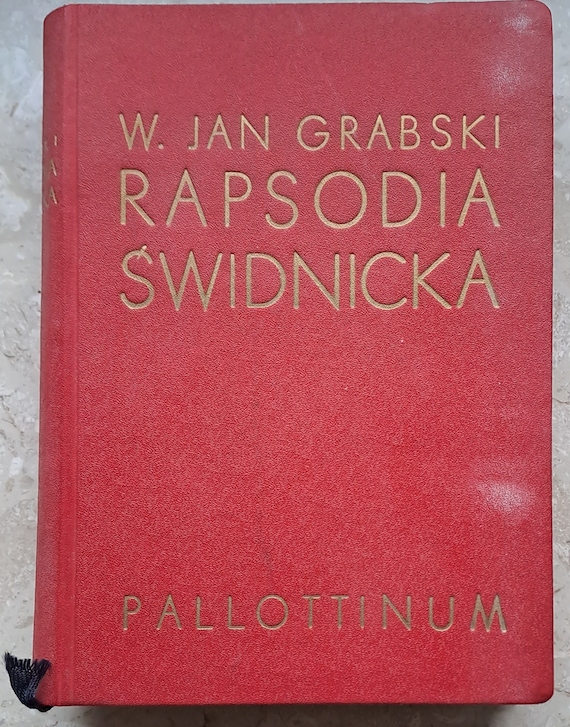 W. JAN GRABSKI
RAPSODIA
ŚWIDNICKA
PALLOTTINUM